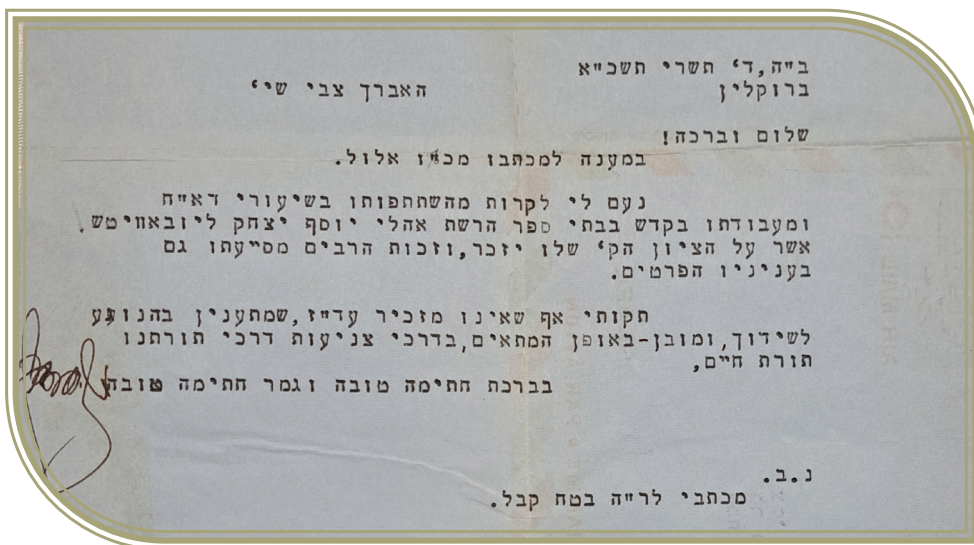 ב"ה, ד' תשרי תשכ"א
ברוקלין
האברך צבי שי'
שלום וברכה!
במענה למכתבו מכ"ז אלול.
נעם לי לקרות מהשתתפותו בשיעורי דא"ח
ומעבודתו בקדש בבתי ספר הרשת אהלי יוסף יצחק ליובאוויטש,
אשר על הציון הק' שלו יזכר, וזכות הרבים מסייעתו גם
בעניניו הפרטים.
תקותי אף שאינו מזכיר עד"ז, שמתענין בהנוגע
לשידוך, ומובן-באופן המתאים, בדרכי צניעות דרכי תורתנו
תורת חיים,
בברכת חתימה טובה וגמר חתימה טובה
נ.ב.
מכתבי לר"ה בטח קבל.